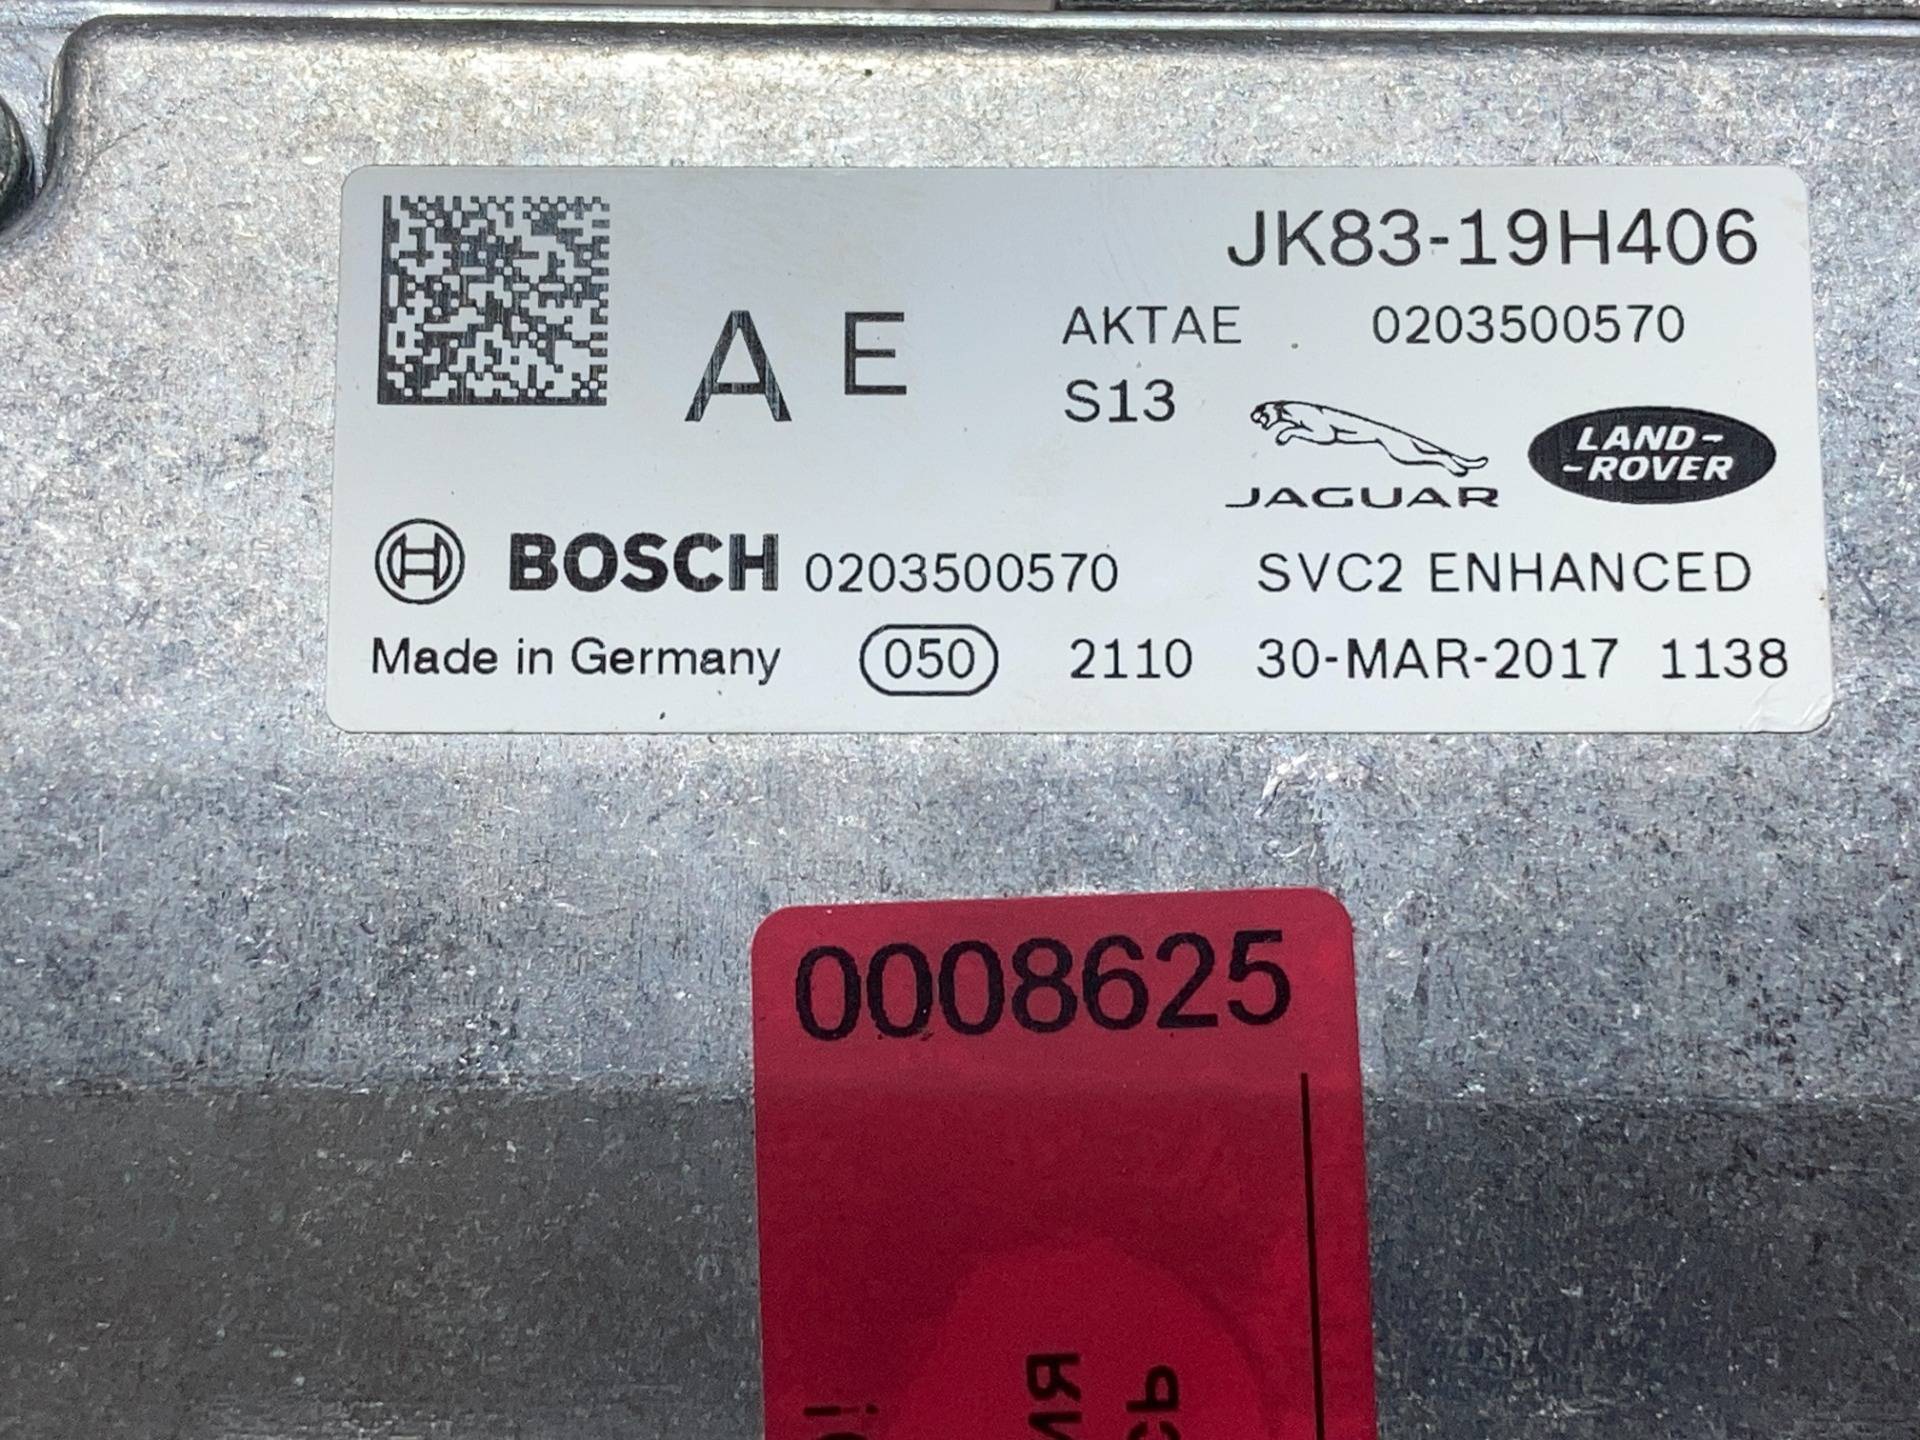 JK83-19H406
A E
AKTAE 0203500570
S13
JAGUAR
LAND-
-ROVER
BOSCH 0203500570 SVC2 ENHANCED
Made in Germany 050 2110 30-MAR-2017 1138
0008625